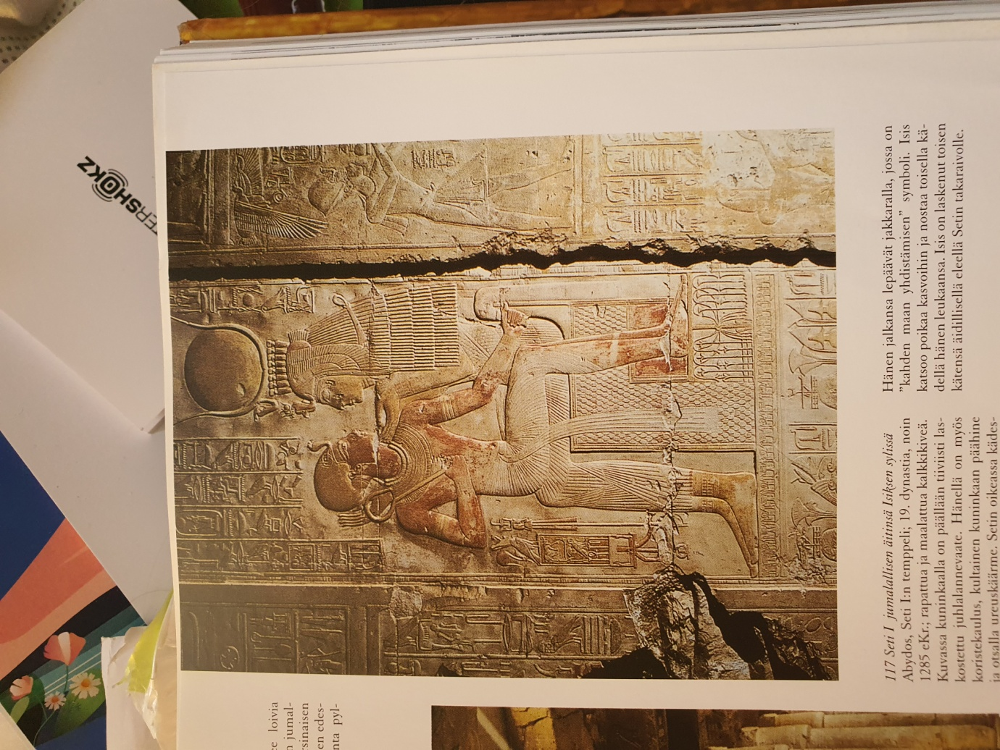 117 Seti I jumalallisen äitinsä Isiksen sylissä
Abydos, Seti I:n temppeli; 19. dynastia, noin
1285 eKr.; rapattua ja maalattua kalkkikiveä.
Kuvassa kuninkaalla on päällään tiiviisti las-
kostettu juhlalannevaate. Hänellä on myös
koristekaulus, kultainen kuninkaan päähine
ja otsalla ureuskäärme. Setin oikeassa kädes-
Hänen jalkansa lepäävät jakkaralla, jossa on
”kahden maan yhdistämisen” symboli. Isis
katsoo poikaa kasvoihin ja nostaa toisella kä-
dellä hänen leukaansa. Isis on laskenut toisen
kätensä äidillisellä eleellä Setin takaraivolle.
loivia
jumal-
sinaisen
en edes-
nta pyl-
TERSHOKZ